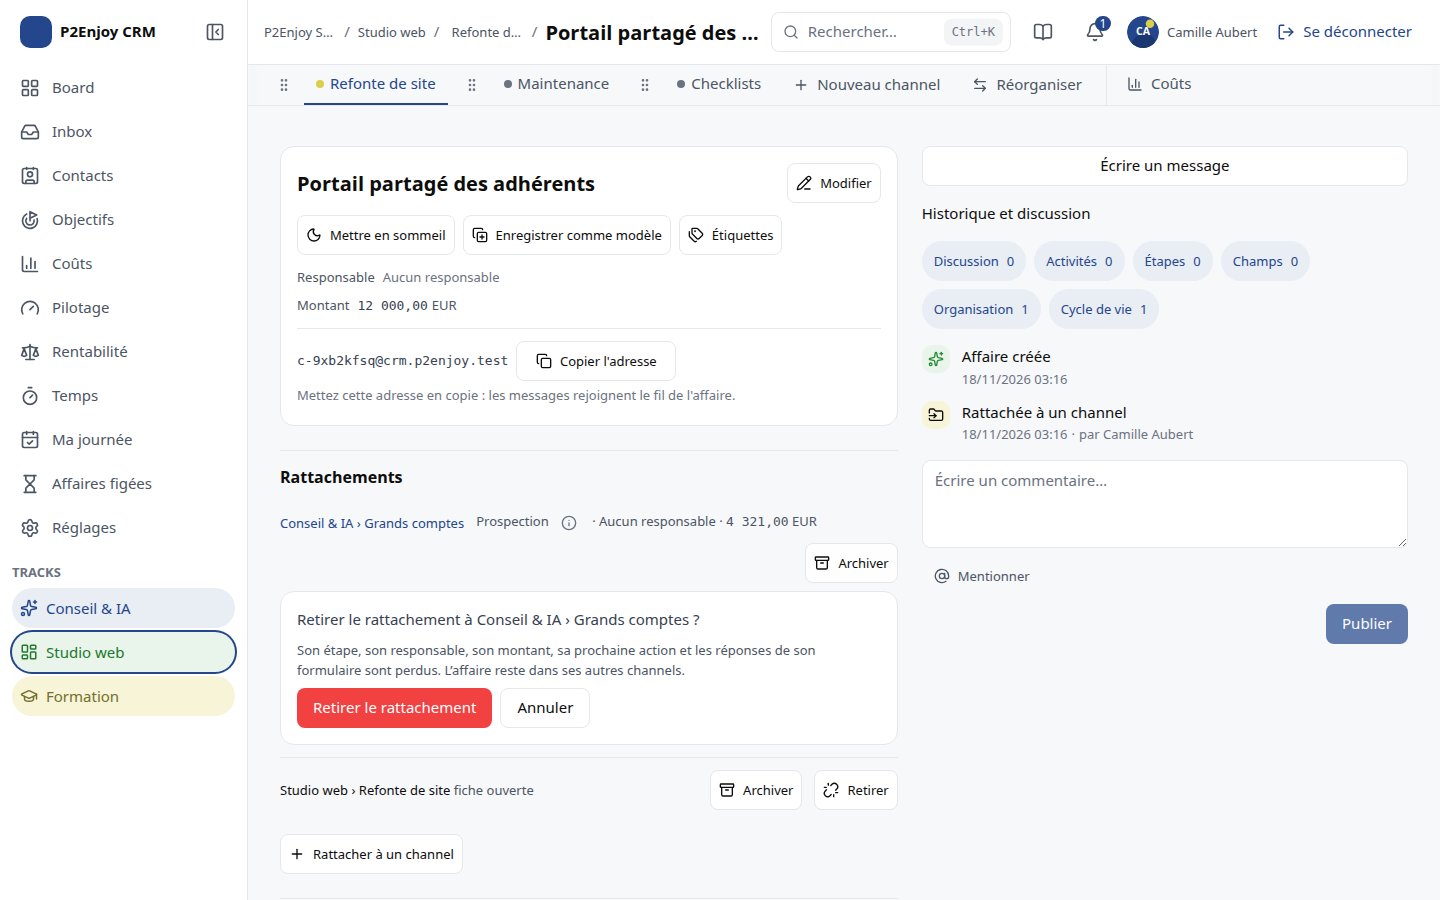 P2Enjoy CRM
Board
Inbox
Contacts
Objectifs
Coûts
Pilotage
Rentabilité
Temps
Ma journée
Affaires figées
Réglages
TRACKS
Conseil & IA
Studio web
Formation
P2Enjoy S... / Studio web / Refonte d... / Portail partagé des ...
Rechercher... Ctrl+K
1
CA Camille Aubert
Se déconnecter
Refonte de site
Maintenance
Checklists
Nouveau channel
Réorganiser
Coûts
Portail partagé des adhérents
Modifier
Mettre en sommeil
Enregistrer comme modèle
Étiquettes
Responsable Aucun responsable
Montant 12 000,00 EUR
c-9xb2kfsq@crm.p2enjoy.test
Copier l'adresse
Mettez cette adresse en copie : les messages rejoignent le fil de l'affaire.
Rattachements
Conseil & IA › Grands comptes Prospection · Aucun responsable · 4 321,00 EUR
Archiver
Retirer le rattachement à Conseil & IA › Grands comptes ?
Son étape, son responsable, son montant, sa prochaine action et les réponses de son
formulaire sont perdus. L'affaire reste dans ses autres channels.
Retirer le rattachement
Annuler
Studio web › Refonte de site fiche ouverte
Archiver
Retirer
Rattacher à un channel
Écrire un message
Historique et discussion
Discussion 0
Activités 0
Étapes 0
Champs 0
Organisation 1
Cycle de vie 1
Affaire créée
18/11/2026 03:16
Rattachée à un channel
18/11/2026 03:16 · par Camille Aubert
Écrire un commentaire...
Mentionner
Publier